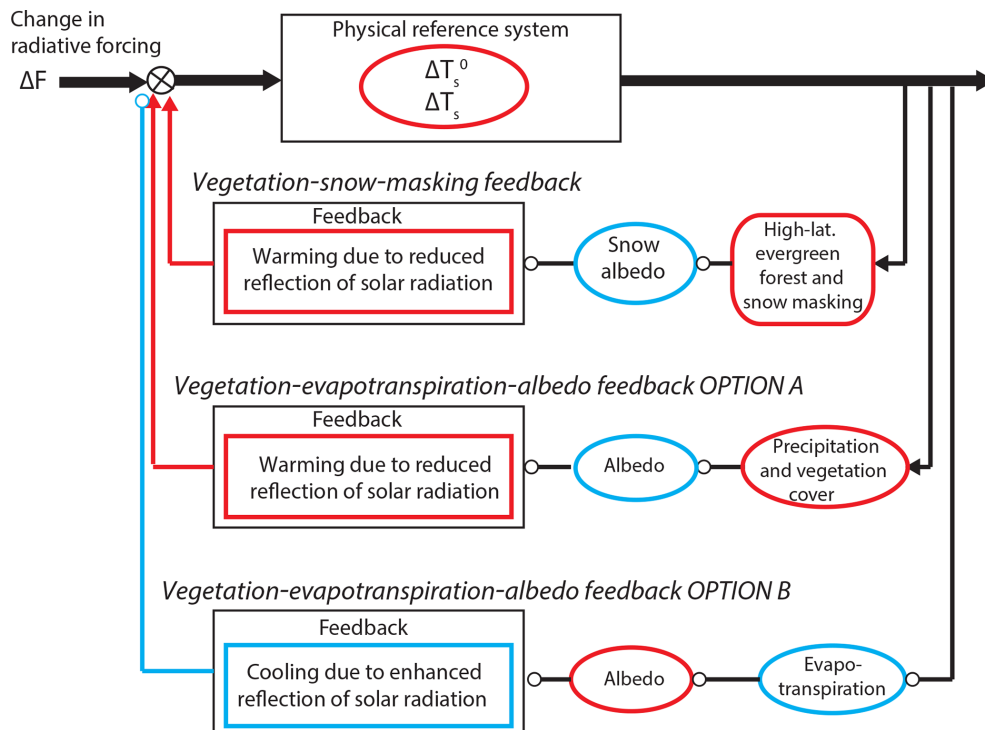 Change in
radiative forcing
ΔF
Physical reference system
ΔTs0
ΔTs
Vegetation-snow-masking feedback
Feedback
Warming due to reduced
reflection of solar radiation
Snow
albedo
High-lat.
evergreen
forest and
snow masking
Vegetation-evapotranspiration-albedo feedback OPTION A
Feedback
Warming due to reduced
reflection of solar radiation
Albedo
Precipitation
and vegetation
cover
Vegetation-evapotranspiration-albedo feedback OPTION B
Feedback
Cooling due to enhanced
reflection of solar radiation
Albedo
Evapo-
transpiration